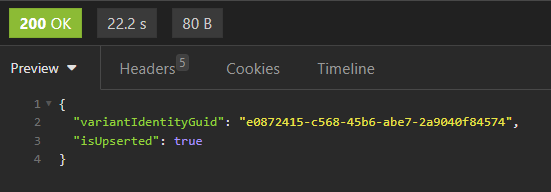 200 OK 22.2 s 80 B
Preview Headers 5 Cookies Timeline
1 {
2 "variantIdentityGuid": "e0872415-c568-45b6-abe7-2a9040f84574",
3 "isUpserted": true
4 }